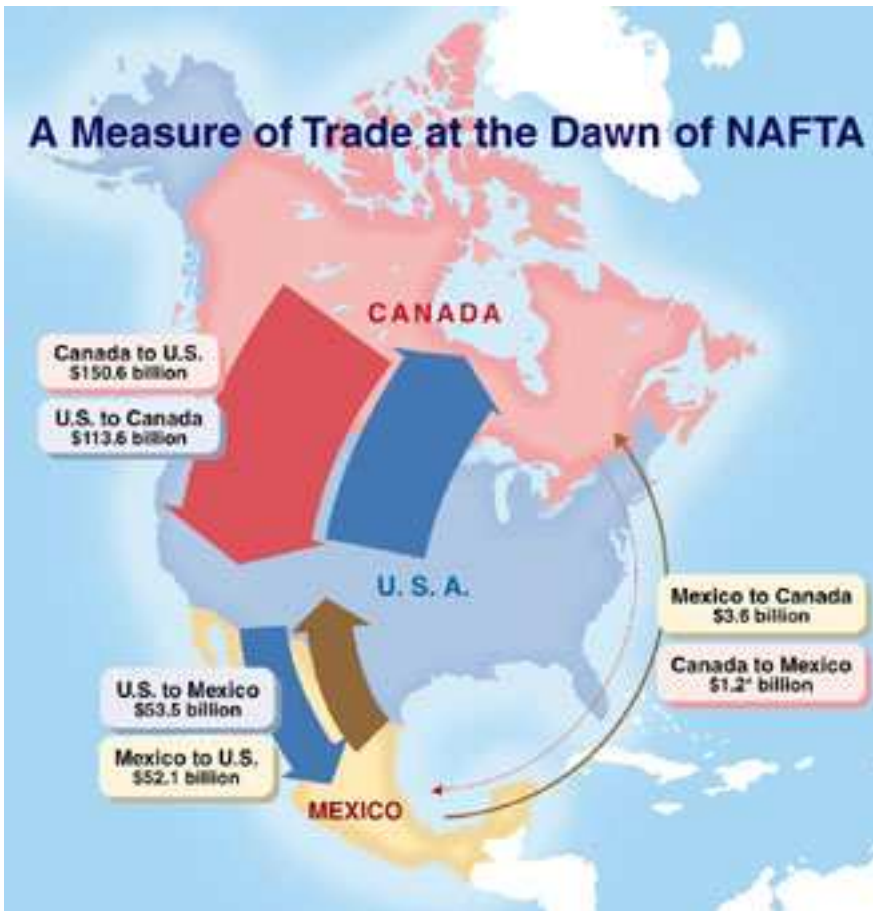 A Measure of Trade at the Dawn of NAFTA
CANADA
Canada to U.S.
$150.6 billion
U.S. to Canada
$113.6 billion
U. S. A.
Mexico to Canada
$3.6 billion
Canada to Mexico
$1.2* billion
U.S. to Mexico
$53.5 billion
Mexico to U.S.
$52.1 billion
MEXICO